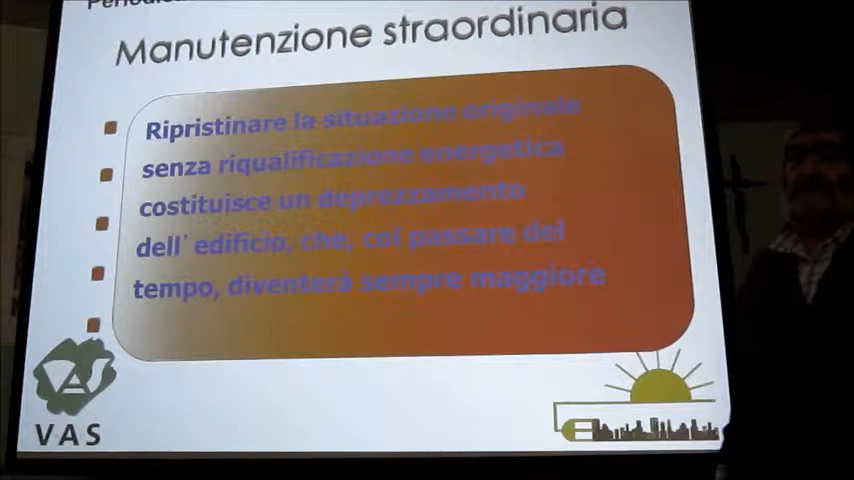 Manutenzione straordinaria
Ripristinare la situazione originale
senza riqualificazione energetica
costituisce un deprezzamento
dell' edificio, che, col passare del
tempo, diventerà sempre maggiore
VAS
VAS